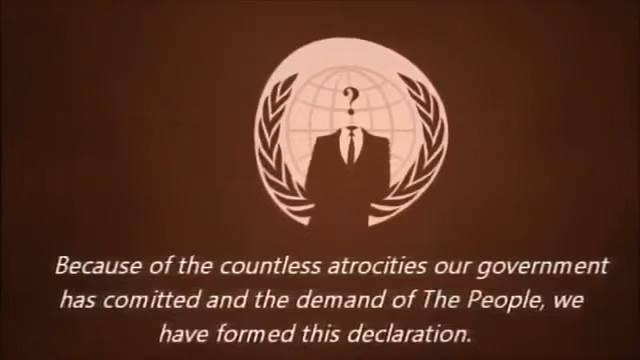 ?
Because of the countless atrocities our government
has comitted and the demand of The People, we
have formed this declaration.